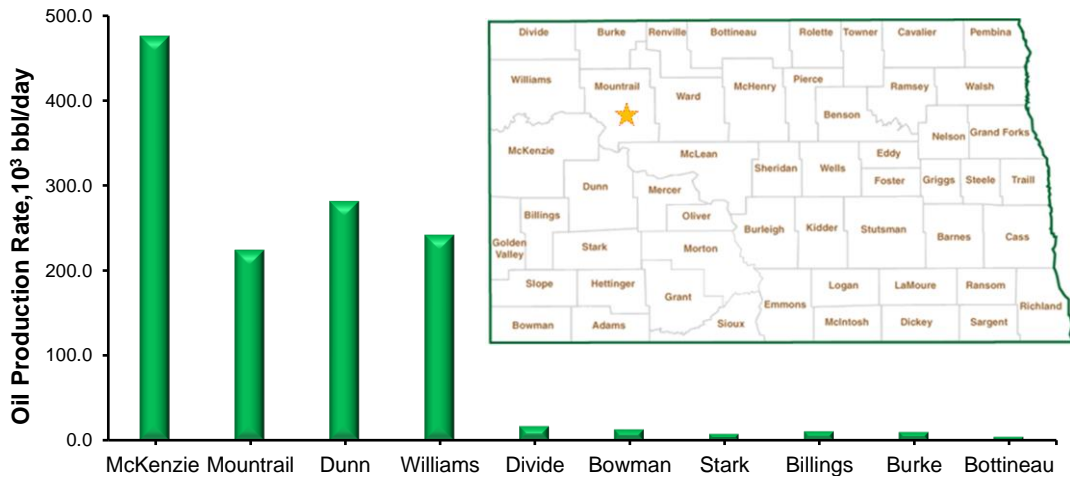 Oil Production Rate,10³ bbl/day
500.0
400.0
300.0
200.0
100.0
0.0
McKenzie Mountrail Dunn Williams Divide Bowman Stark Billings Burke Bottineau
Divide Burke Renville Bottineau Rolette Towner Cavalier Pembina
Williams Mountrail Ward McHenry Pierce Ramsey Walsh
Benson
Nelson Grand Forks
McKenzie McLean Sheridan Wells Eddy
Dunn Mercer Foster Griggs Steele Traill
Billings Oliver Burleigh Kidder Stutsman Barnes Cass
Golden
Valley
Stark Morton
Slope Hettinger Grant Emmons Logan LaMoure Ransom Richland
Bowman Adams Sioux McIntosh Dickey Sargent